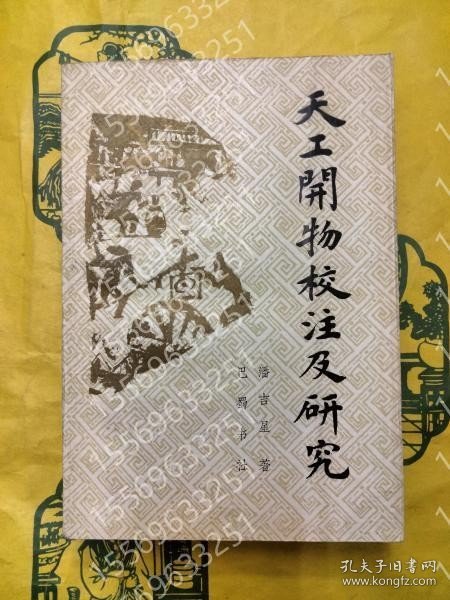 天工開物校注及研究
潘吉星 著
巴蜀书社
15569633251
孔夫子旧书网
www.kongfz.com